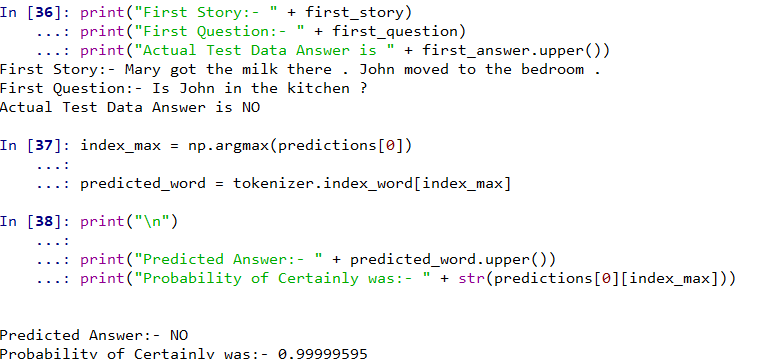 In [36]: print("First Story:- " + first_story)
...: print("First Question:- " + first_question)
...: print("Actual Test Data Answer is " + first_answer.upper())
First Story:- Mary got the milk there . John moved to the bedroom .
First Question:- Is John in the kitchen ?
Actual Test Data Answer is NO
In [37]: index_max = np.argmax(predictions[0])
...:
...: predicted_word = tokenizer.index_word[index_max]
In [38]: print("\n")
...:
...: print("Predicted Answer:- " + predicted_word.upper())
...: print("Probability of Certainly was:- " + str(predictions[0][index_max]))
Predicted Answer:- NO
Probability of Certainly was:- 0.99999595